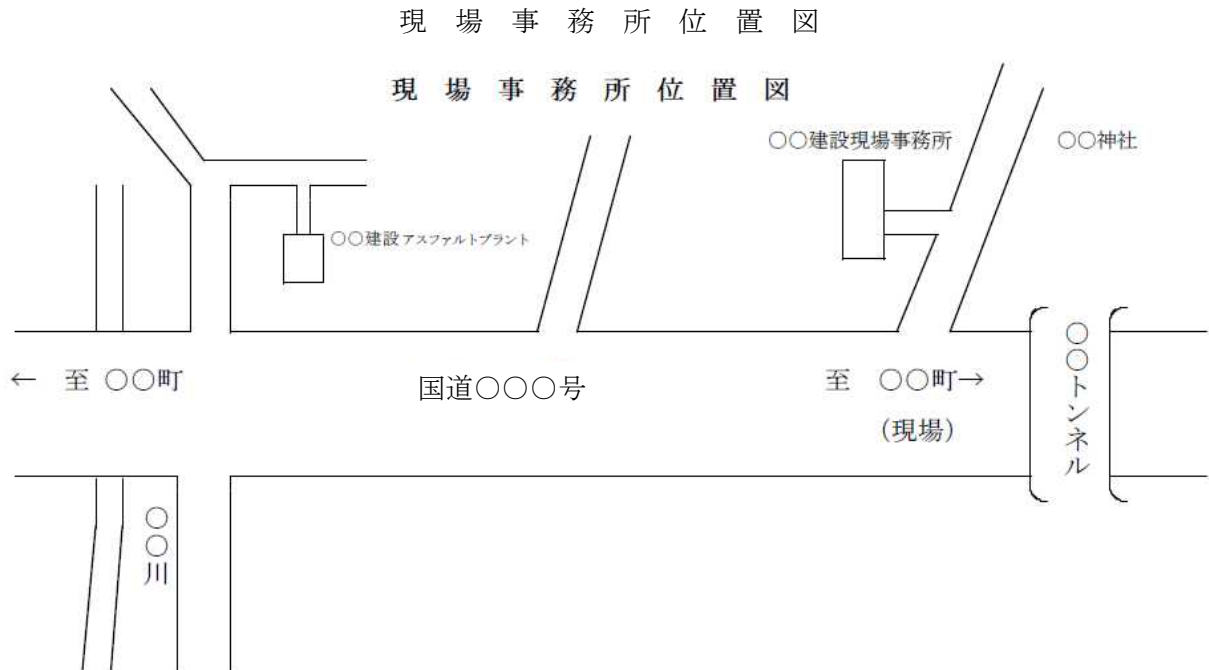 現場事務所位置図
現場事務所位置図
○○建設現場事務所
○○神社
○○建設アスファルトプラント
← 至 ○○町
国道○○○号
至 ○○町→
(現場)
○○トンネル
○○川